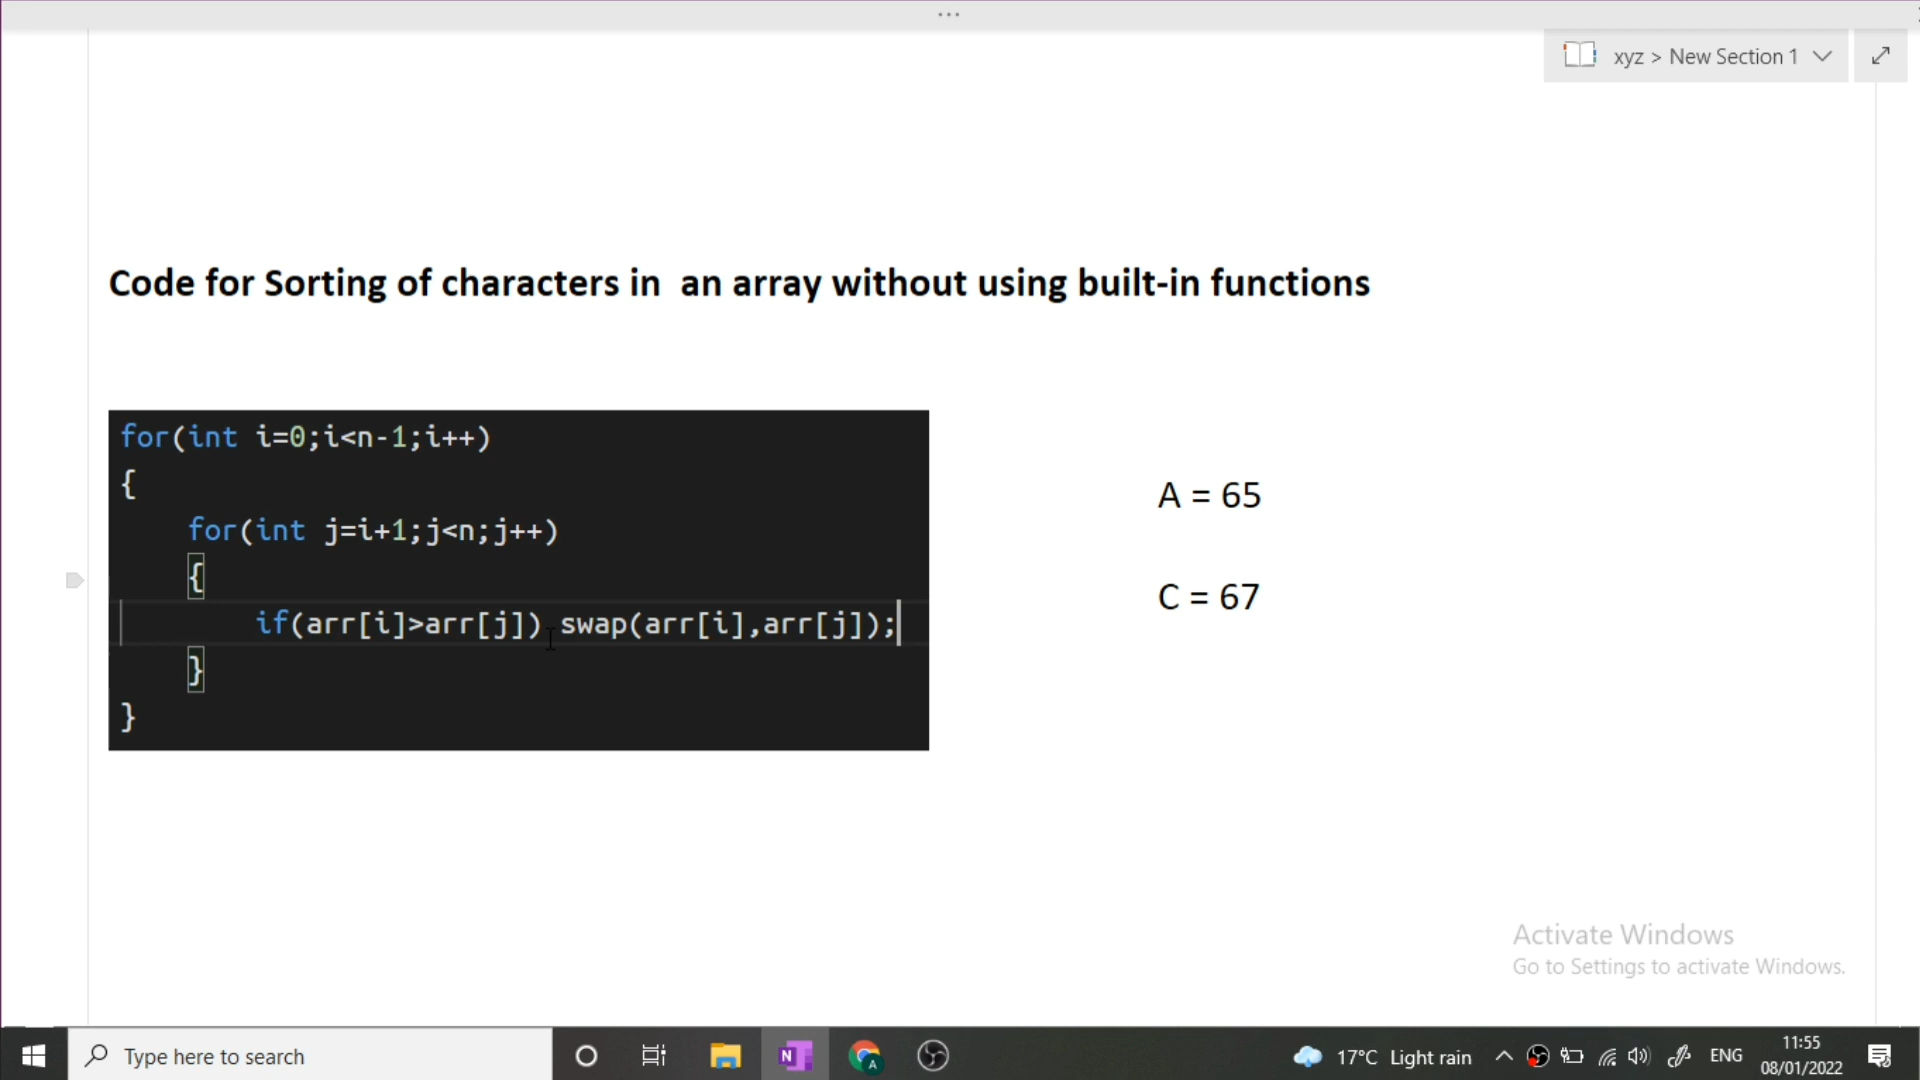 ...
xyz > New Section 1
Code for Sorting of characters in  an array without using built-in functions
for(int i=0;i<n-1;i++)
{
    for(int j=i+1;j<n;j++)
    {
        if(arr[i]>arr[j]) swap(arr[i],arr[j]);
    }
}
A = 65
C = 67
Activate Windows
Go to Settings to activate Windows.
Type here to search
N
A
17°C Light rain
ENG
11:55
08/01/2022